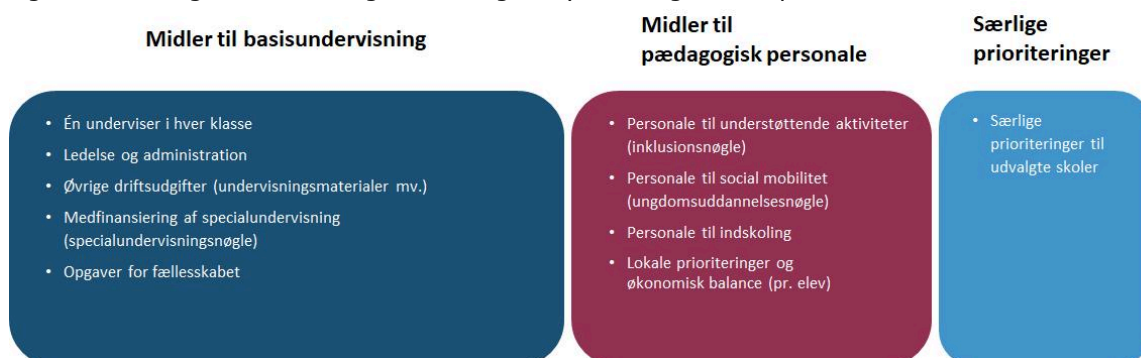 Midler til basisundervisning
Én underviser i hver klasse
Ledelse og administration
Øvrige driftsudgifter (undervisningsmaterialer mv.)
Medfinansiering af specialundervisning
(specialundervisningsnøgle)
Opgaver for fællesskabet
Midler til
pædagogisk personale
Personale til understøttende aktiviteter
(inklusionsnøgle)
Personale til social mobilitet
(ungdomsuddannelsesnøgle)
Personale til indskoling
Lokale prioriteringer og
økonomisk balance (pr. elev)
Særlige
prioriteringer
Særlige
prioriteringer til
udvalgte skoler